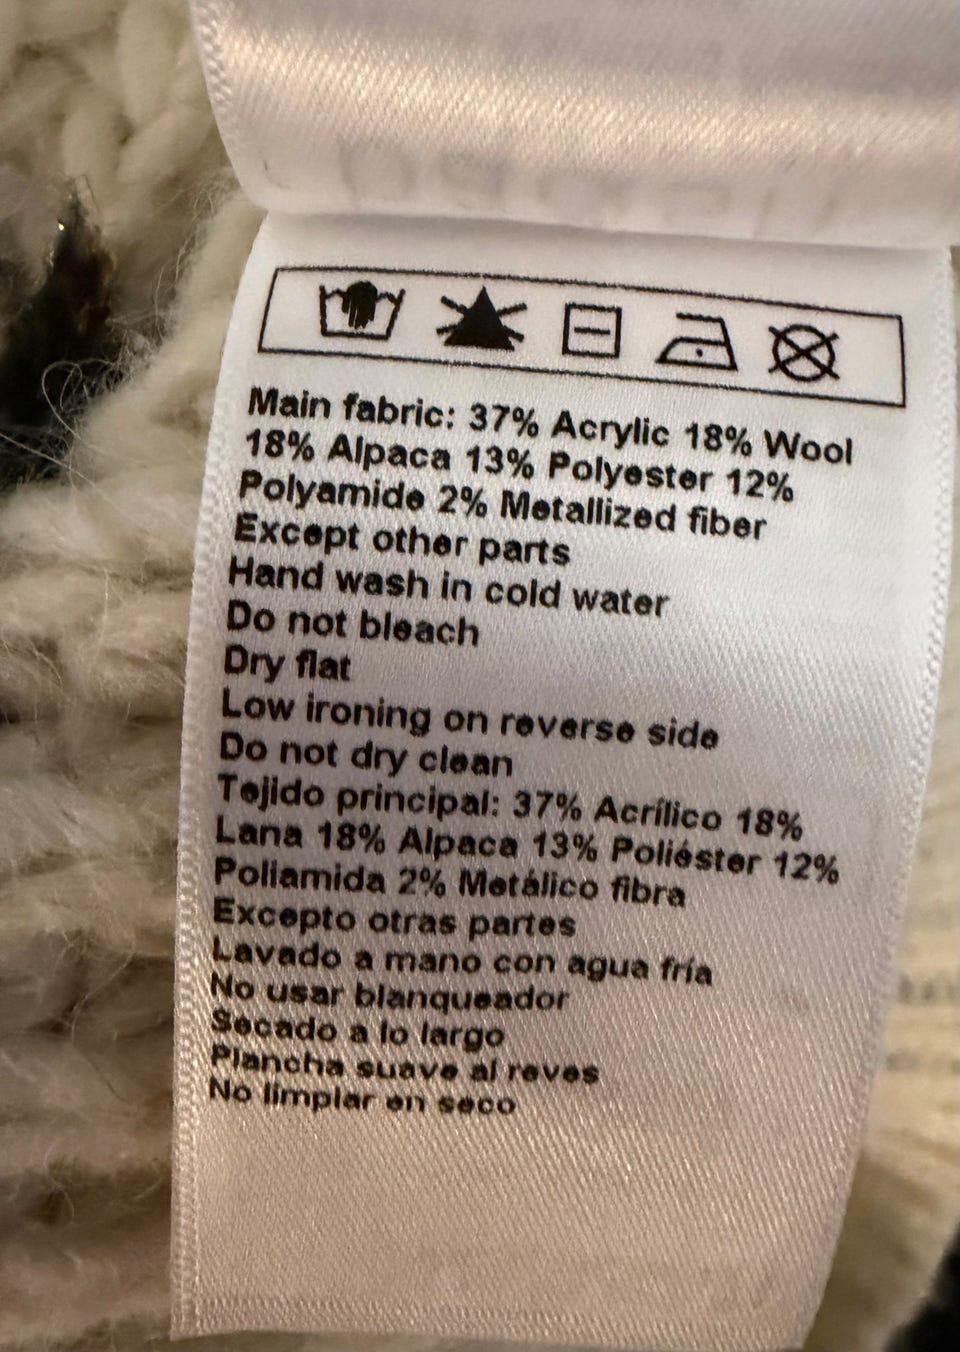 Main fabric: 37% Acrylic 18% Wool
18% Alpaca 13% Polyester 12%
Polyamide 2% Metallized fiber
Except other parts
Hand wash in cold water
Do not bleach
Dry flat
Low ironing on reverse side
Do not dry clean
Tejido principal: 37% Acrílico 18%
Lana 18% Alpaca 13% Poliéster 12%
Poliamida 2% Metálico fibra
Excepto otras partes
Lavado a mano con agua fría
No usar blanqueador
Secado a lo largo
Plancha suave al reves
No limpiar en seco